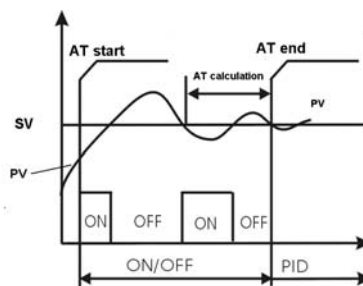 AT start
AT end
AT calculation
PV
SV
PV
ON
OFF
ON
OFF
ON/OFF
PID